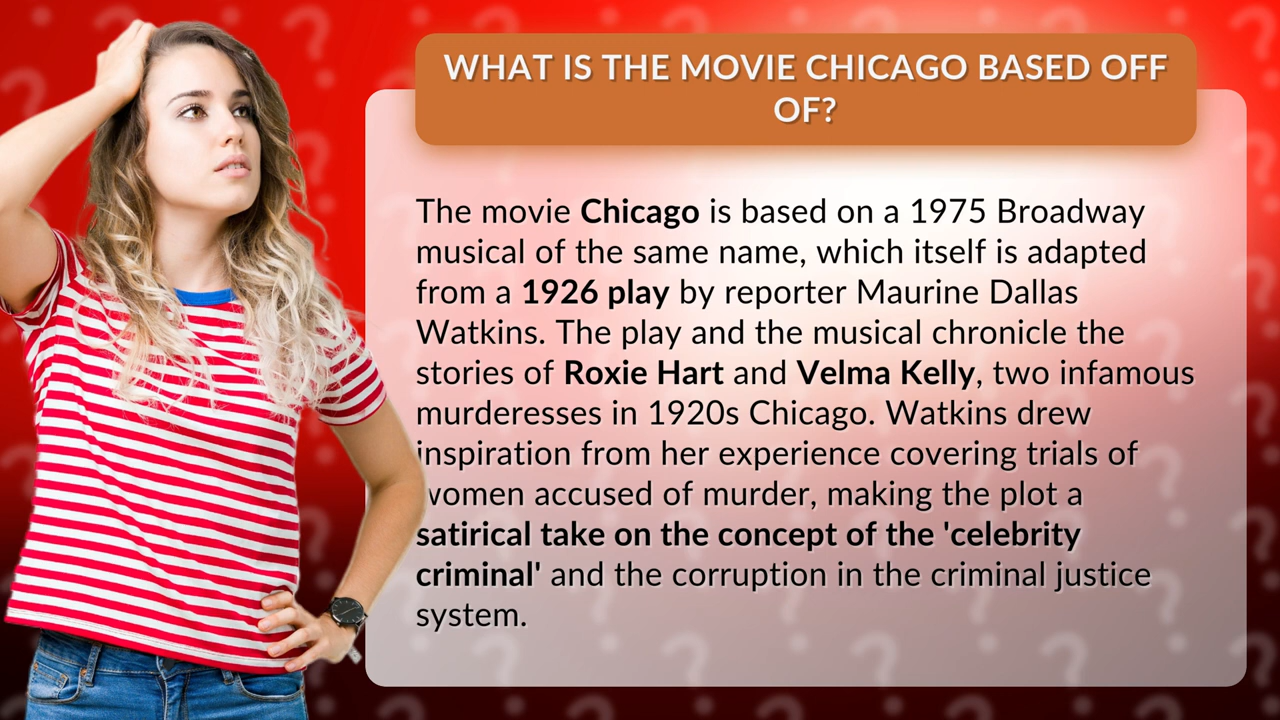 WHAT IS THE MOVIE CHICAGO BASED OFF
OF?
The movie Chicago is based on a 1975 Broadway
musical of the same name, which itself is adapted
from a 1926 play by reporter Maurine Dallas
Watkins. The play and the musical chronicle the
stories of Roxie Hart and Velma Kelly, two infamous
murderesses in 1920s Chicago. Watkins drew
inspiration from her experience covering trials of
women accused of murder, making the plot a
satirical take on the concept of the 'celebrity
criminal' and the corruption in the criminal justice
system.